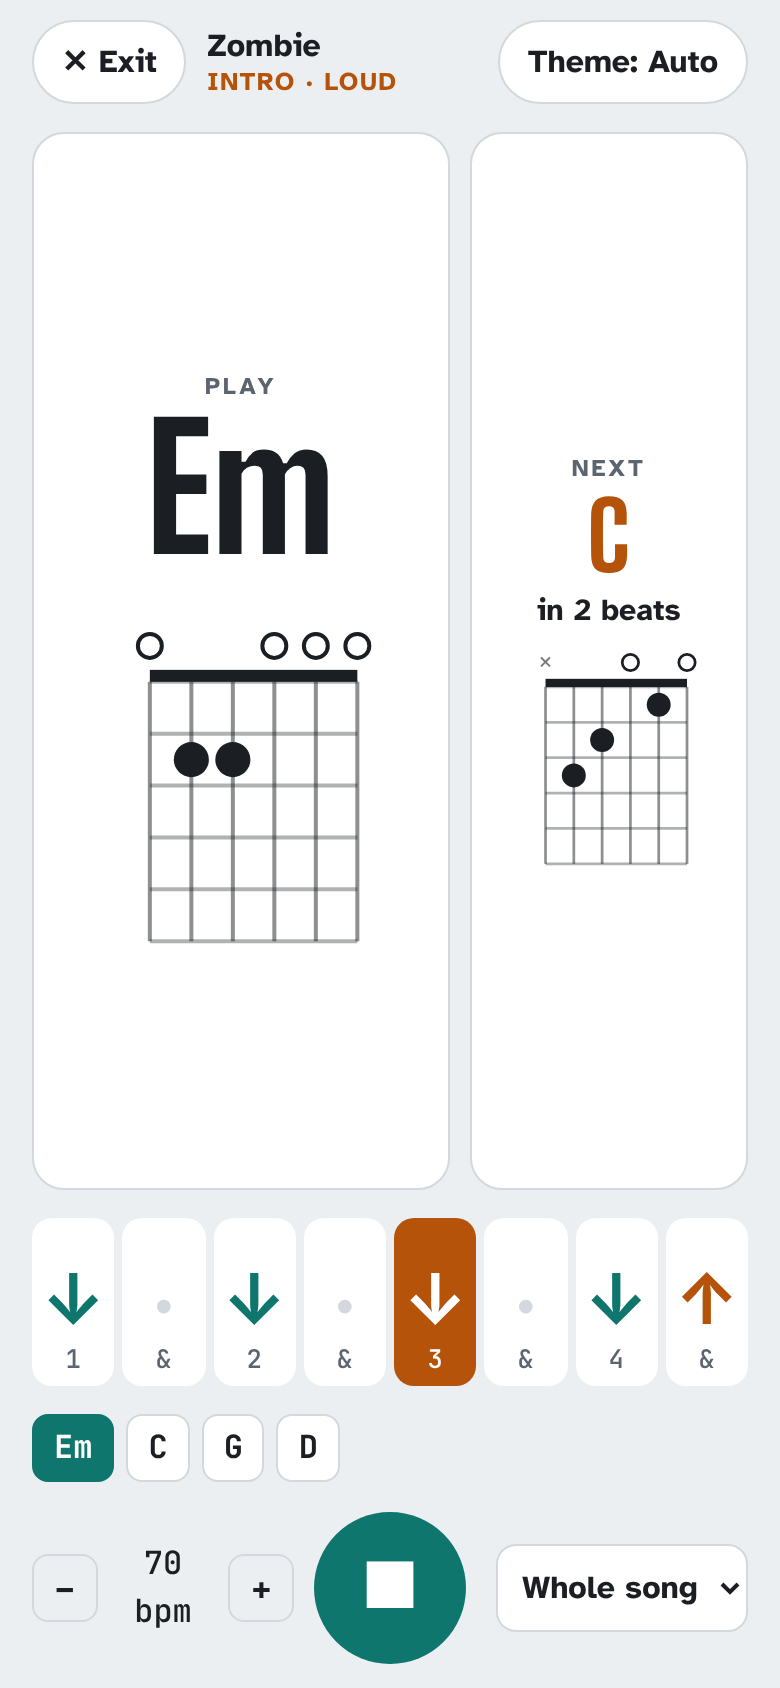 ✕ Exit
Zombie
INTRO · LOUD
Theme: Auto
PLAY
Em
NEXT
C
in 2 beats
×
1 & 2 & 3 & 4 &
Em C G D
− 70 bpm +
Whole song